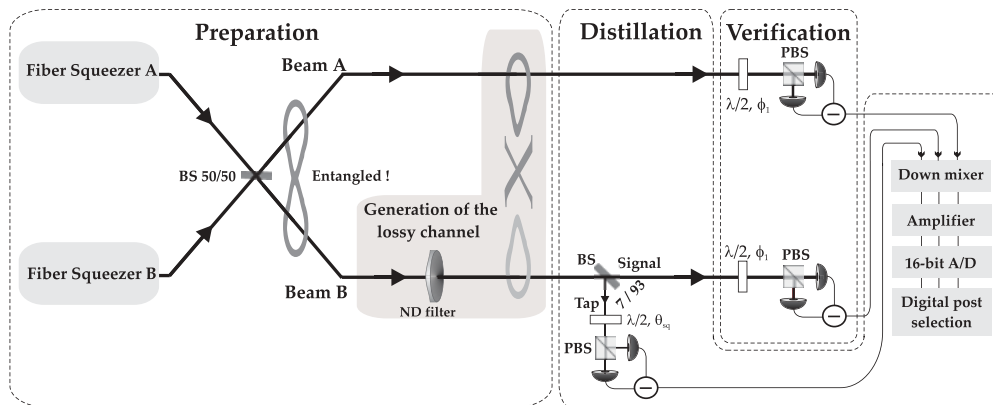 Preparation
Distillation
Verification
Fiber Squeezer A
Beam A
PBS
λ/2, ϕ₁
BS 50/50
Entangled !
Down mixer
Generation of the
lossy channel
Amplifier
λ/2, ϕ₁
PBS
BS
Signal
16-bit A/D
Fiber Squeezer B
Beam B
ND filter
Tap
7 / 93
λ/2, θsq
Digital post
selection
PBS